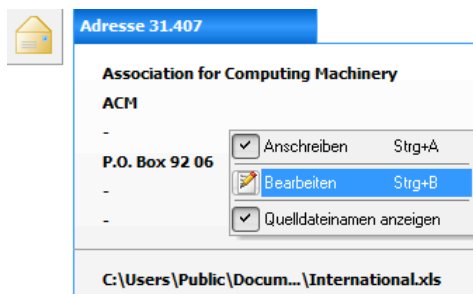 Adresse 31.407
Association for Computing Machinery
ACM
-
P.O. Box 92 06
-
-
Anschreiben Strg+A
Bearbeiten Strg+B
Quelldateinamen anzeigen
C:\Users\Public\Docum...\International.xls